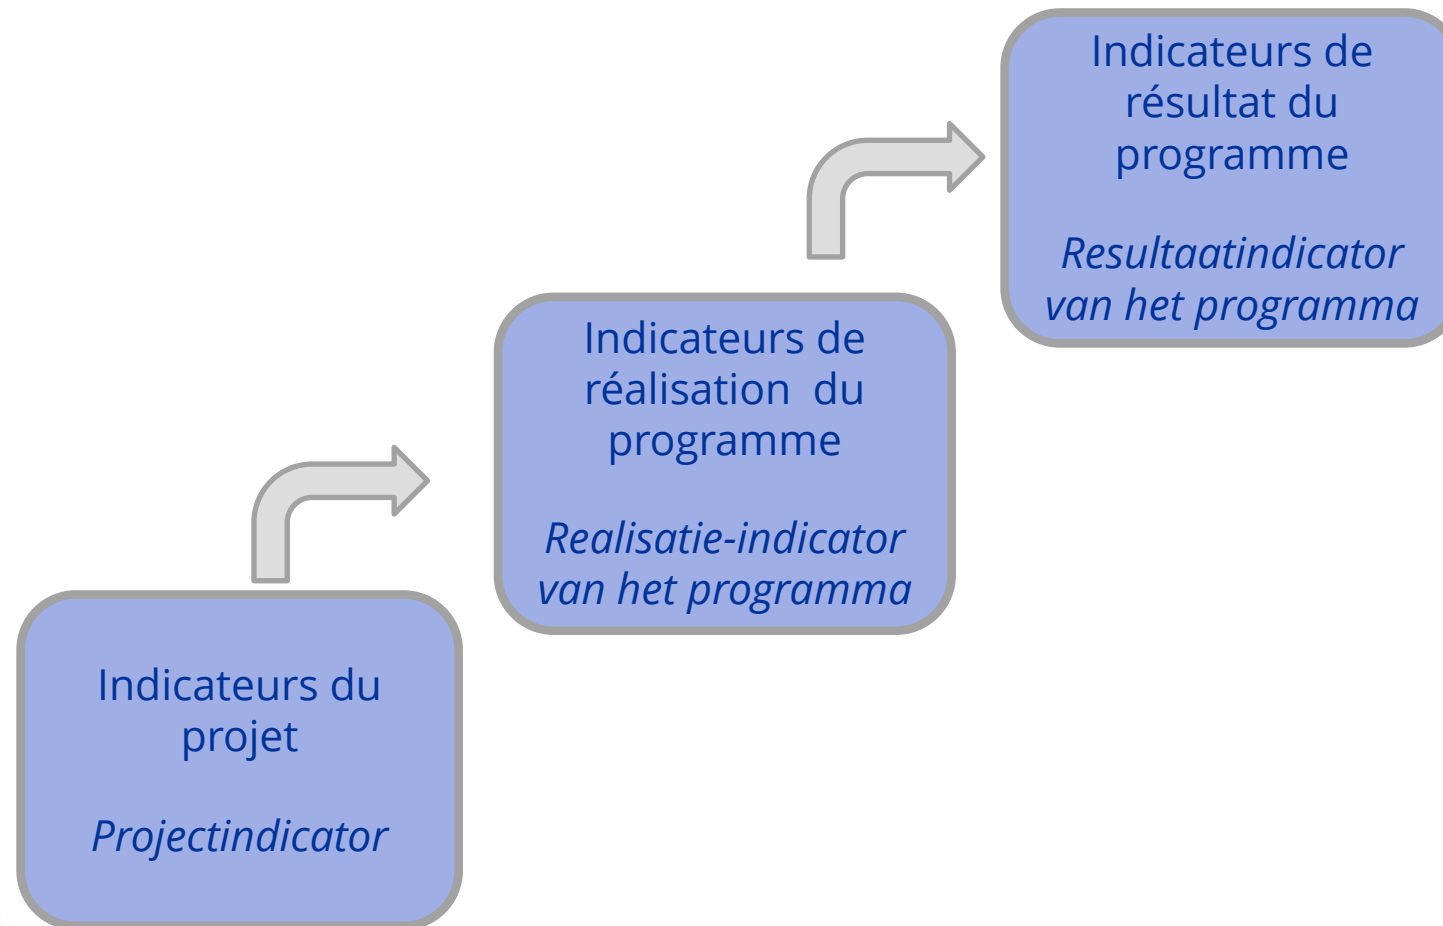 Indicateurs de
résultat du
programme
Resultaatindicator
van het programma
Indicateurs de
réalisation  du
programme
Realisatie-indicator
van het programma
Indicateurs du
projet
Projectindicator